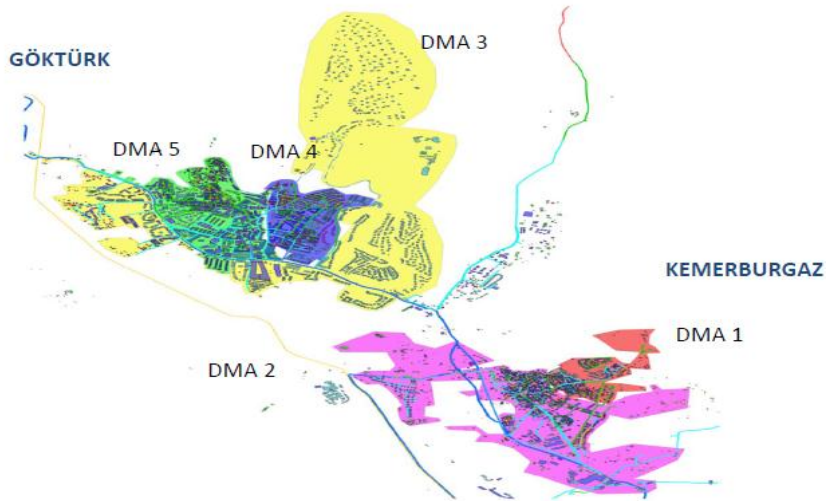 DMA 3
GÖKTÜRK
DMA 5
DMA 4
KEMERBURGAZ
DMA 1
DMA 2